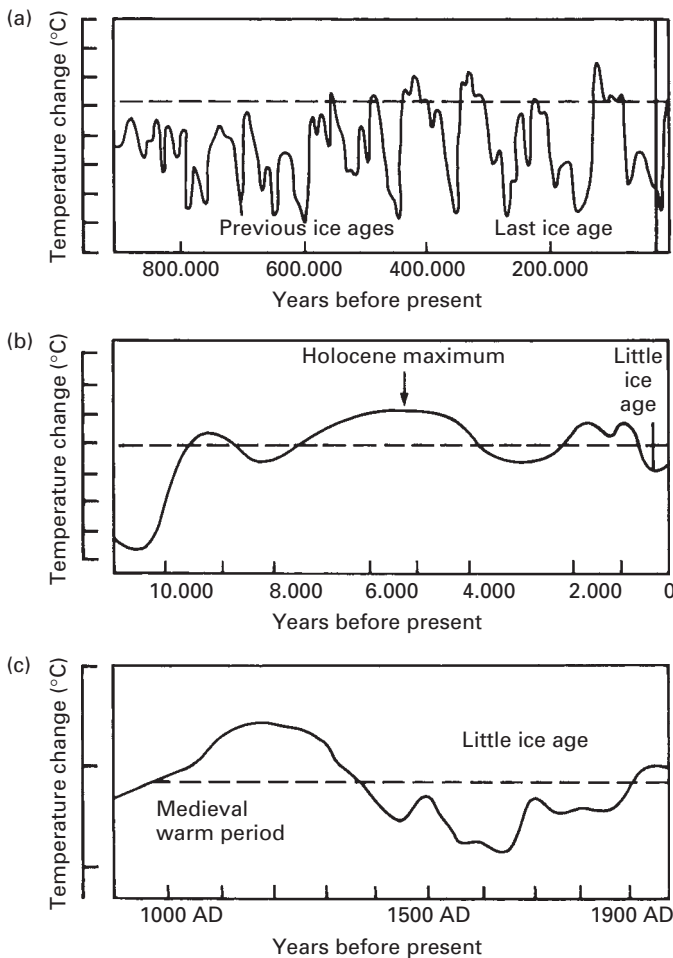 (a)
Temperature change (°C)
Previous ice ages
Last ice age
800.000
600.000
400.000
200.000
Years before present
(b)
Temperature change (°C)
Holocene maximum
Little
ice
age
10.000
8.000
6.000
4.000
2.000
0
Years before present
(c)
Temperature change (°C)
Little ice age
Medieval
warm period
1000 AD
1500 AD
1900 AD
Years before present